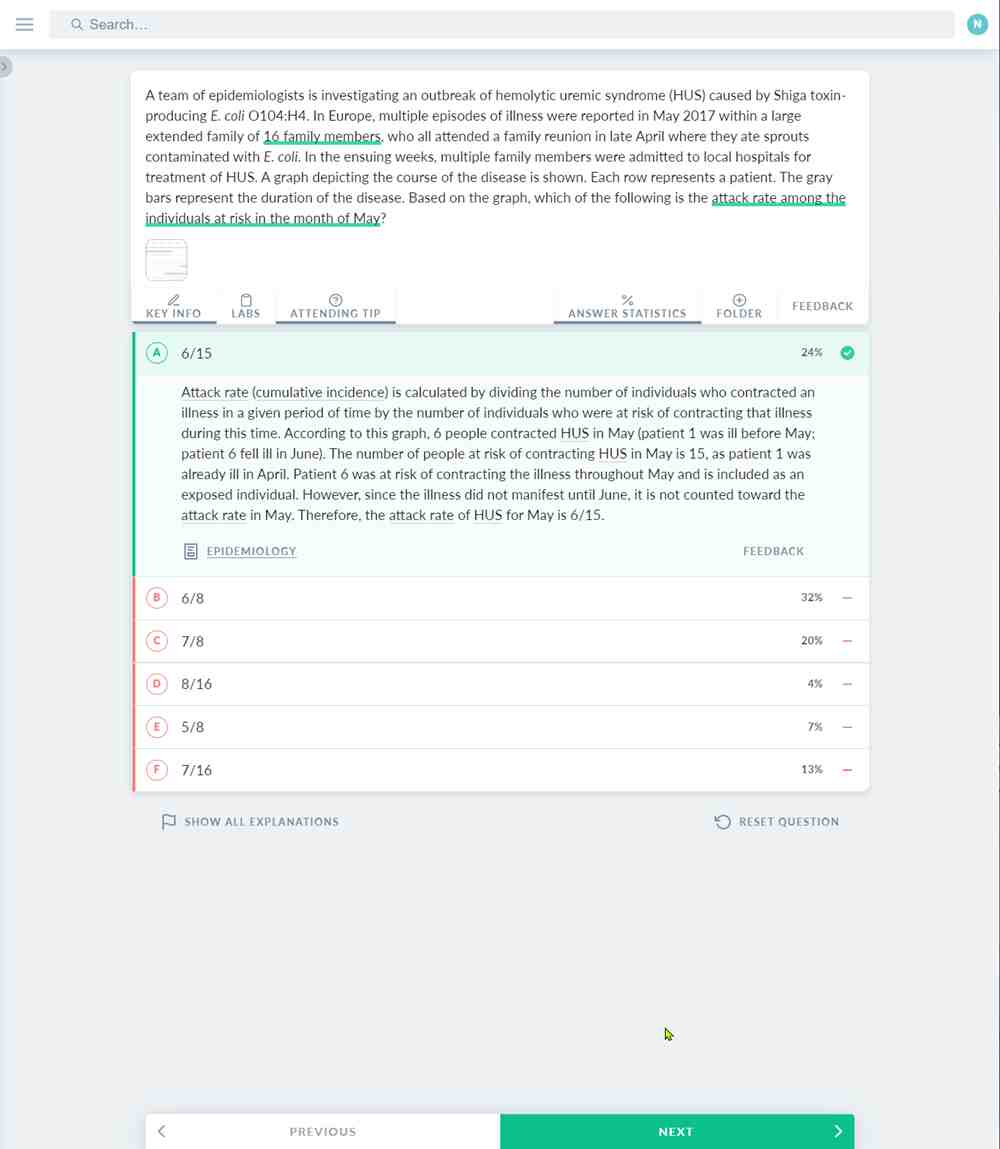 Search...
N
A team of epidemiologists is investigating an outbreak of hemolytic uremic syndrome (HUS) caused by Shiga toxin-
producing E. coli O104:H4. In Europe, multiple episodes of illness were reported in May 2017 within a large
extended family of 16 family members, who all attended a family reunion in late April where they ate sprouts
contaminated with E. coli. In the ensuing weeks, multiple family members were admitted to local hospitals for
treatment of HUS. A graph depicting the course of the disease is shown. Each row represents a patient. The gray
bars represent the duration of the disease. Based on the graph, which of the following is the attack rate among the
individuals at risk in the month of May?
KEY INFO
LABS
ATTENDING TIP
ANSWER STATISTICS
FOLDER
FEEDBACK
A 6/15 24%
Attack rate (cumulative incidence) is calculated by dividing the number of individuals who contracted an
illness in a given period of time by the number of individuals who were at risk of contracting that illness
during this time. According to this graph, 6 people contracted HUS in May (patient 1 was ill before May;
patient 6 fell ill in June). The number of people at risk of contracting HUS in May is 15, as patient 1 was
already ill in April. Patient 6 was at risk of contracting the illness throughout May and is included as an
exposed individual. However, since the illness did not manifest until June, it is not counted toward the
attack rate in May. Therefore, the attack rate of HUS for May is 6/15.
EPIDEMIOLOGY
FEEDBACK
B 6/8 32%
C 7/8 20%
D 8/16 4%
E 5/8 7%
F 7/16 13%
SHOW ALL EXPLANATIONS
RESET QUESTION
PREVIOUS
NEXT